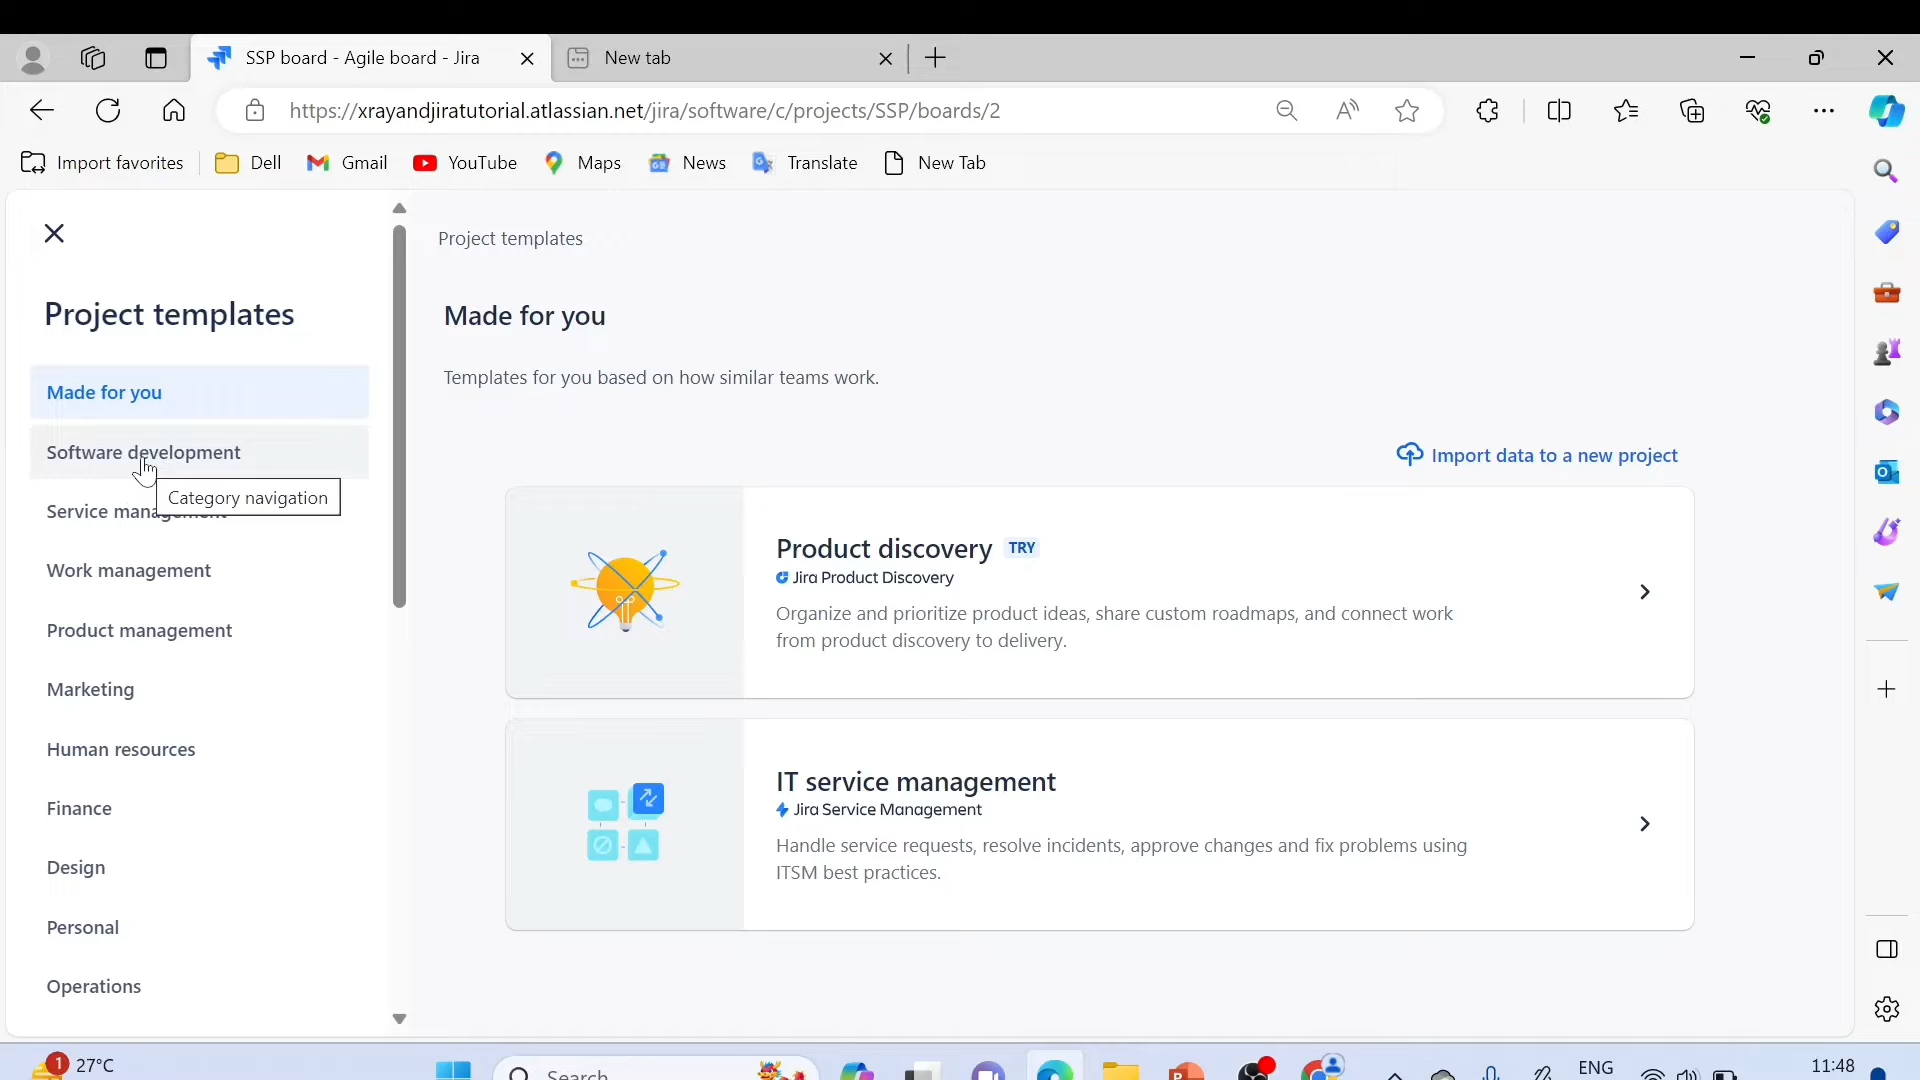 SSP board - Agile board - Jira
New tab
https://xrayandjiratutorial.atlassian.net/jira/software/c/projects/SSP/boards/2
Import favorites
Dell
Gmail
YouTube
Maps
News
Translate
New Tab
Project templates
Made for you
Software development
Category navigation
Service management
Work management
Product management
Marketing
Human resources
Finance
Design
Personal
Operations
Project templates
Made for you
Templates for you based on how similar teams work.
Import data to a new project
Product discovery TRY
Jira Product Discovery
Organize and prioritize product ideas, share custom roadmaps, and connect work
from product discovery to delivery.
IT service management
Jira Service Management
Handle service requests, resolve incidents, approve changes and fix problems using
ITSM best practices.
1
27°C
Search
ENG
11:48